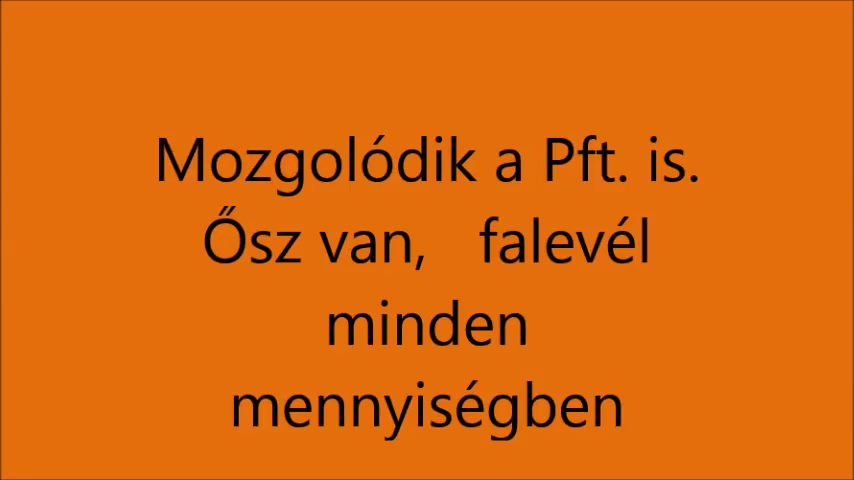 Mozgolódik a Pft. is.
Ősz van, falevél
minden
mennyiségben